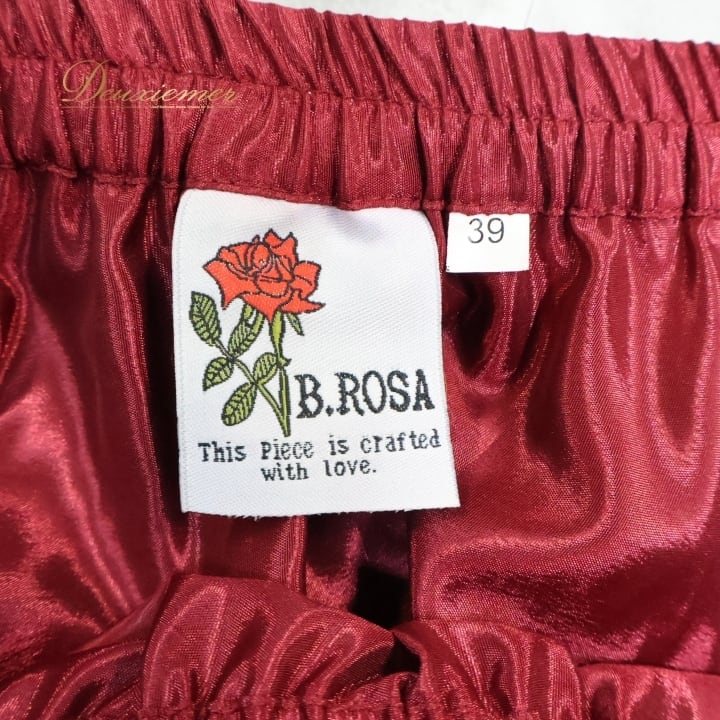 Deuxiemer
39
B.ROSA
This Piece is crafted
with love.